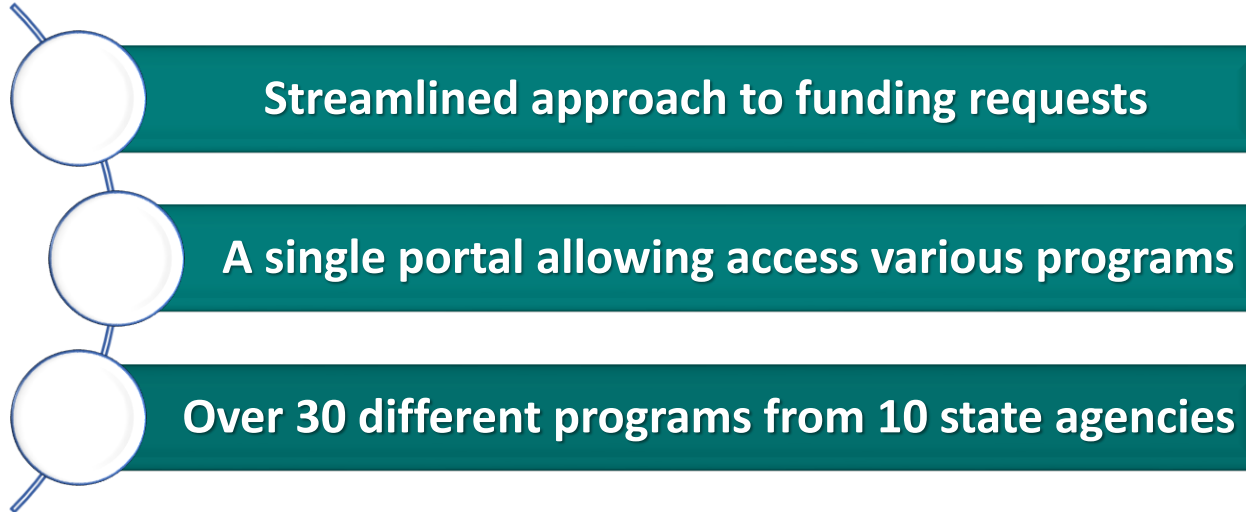 Streamlined approach to funding requests
A single portal allowing access various programs
Over 30 different programs from 10 state agencies